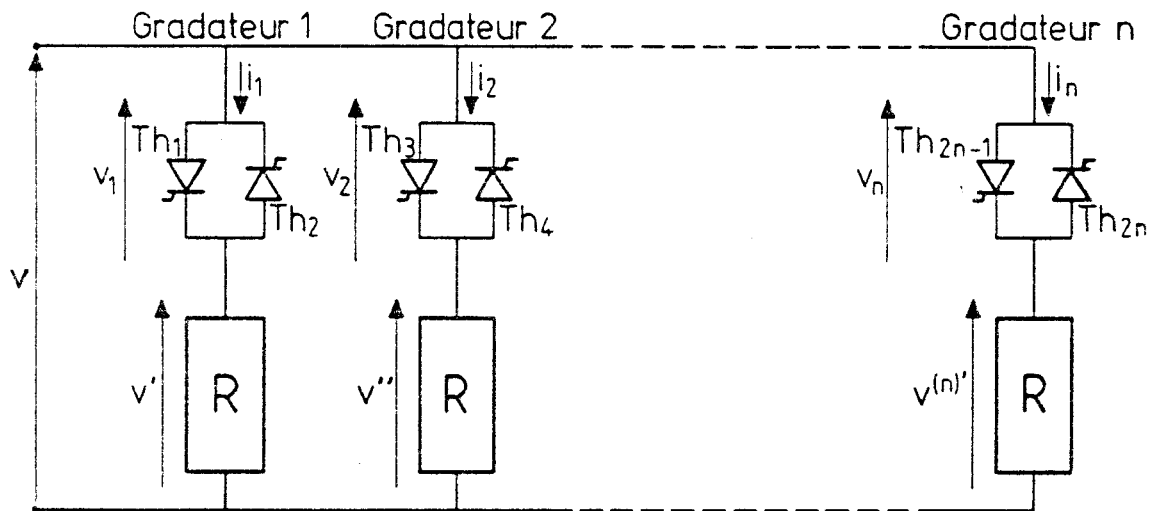 Gradateur 1 Gradateur 2 Gradateur n
i₁ i₂ iₙ
Th₁ Th₃ Th₂ₙ₋₁
v₁ v₂ vₙ
Th₂ Th₄ Th₂ₙ
v
v' v'' v⁽ⁿ⁾'
R R R